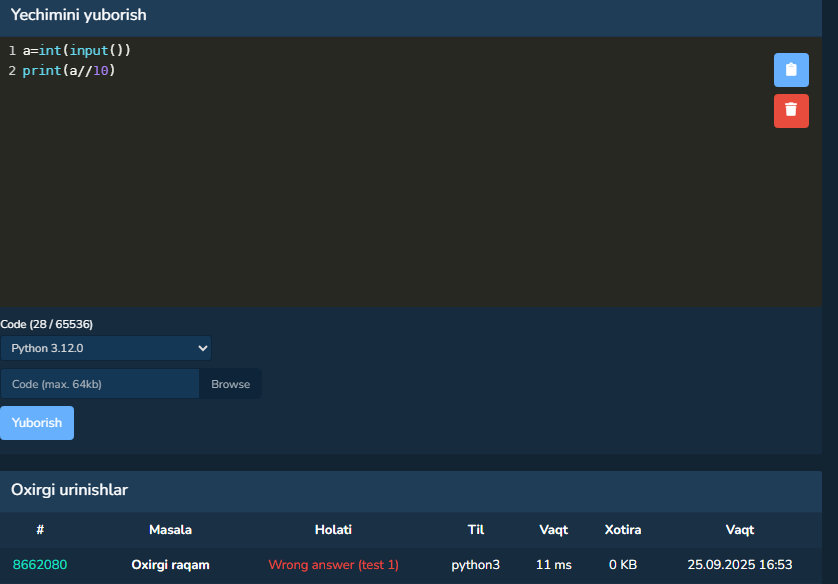 Yechimini yuborish
1 a=int(input())
2 print(a//10)
Code (28 / 65536)
Python 3.12.0
Code (max. 64kb) Browse
Yuborish
Oxirgi urinishlar
# Masala Holati Til Vaqt Xotira Vaqt
8662080 Oxirgi raqam Wrong answer (test 1) python3 11 ms 0 KB 25.09.2025 16:53